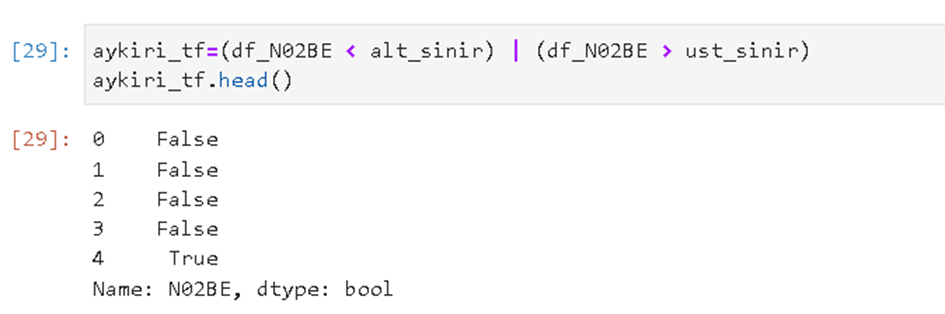 [29]: aykiri_tf=(df_N02BE < alt_sinir) | (df_N02BE > ust_sinir)
aykiri_tf.head()
[29]: 0    False
1    False
2    False
3    False
4     True
Name: N02BE, dtype: bool